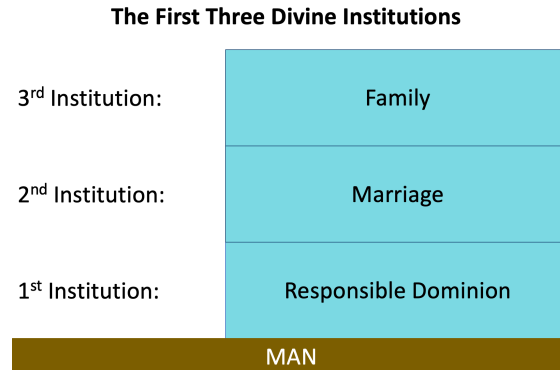 The First Three Divine Institutions
3rd Institution: Family
2nd Institution: Marriage
1st Institution: Responsible Dominion
MAN